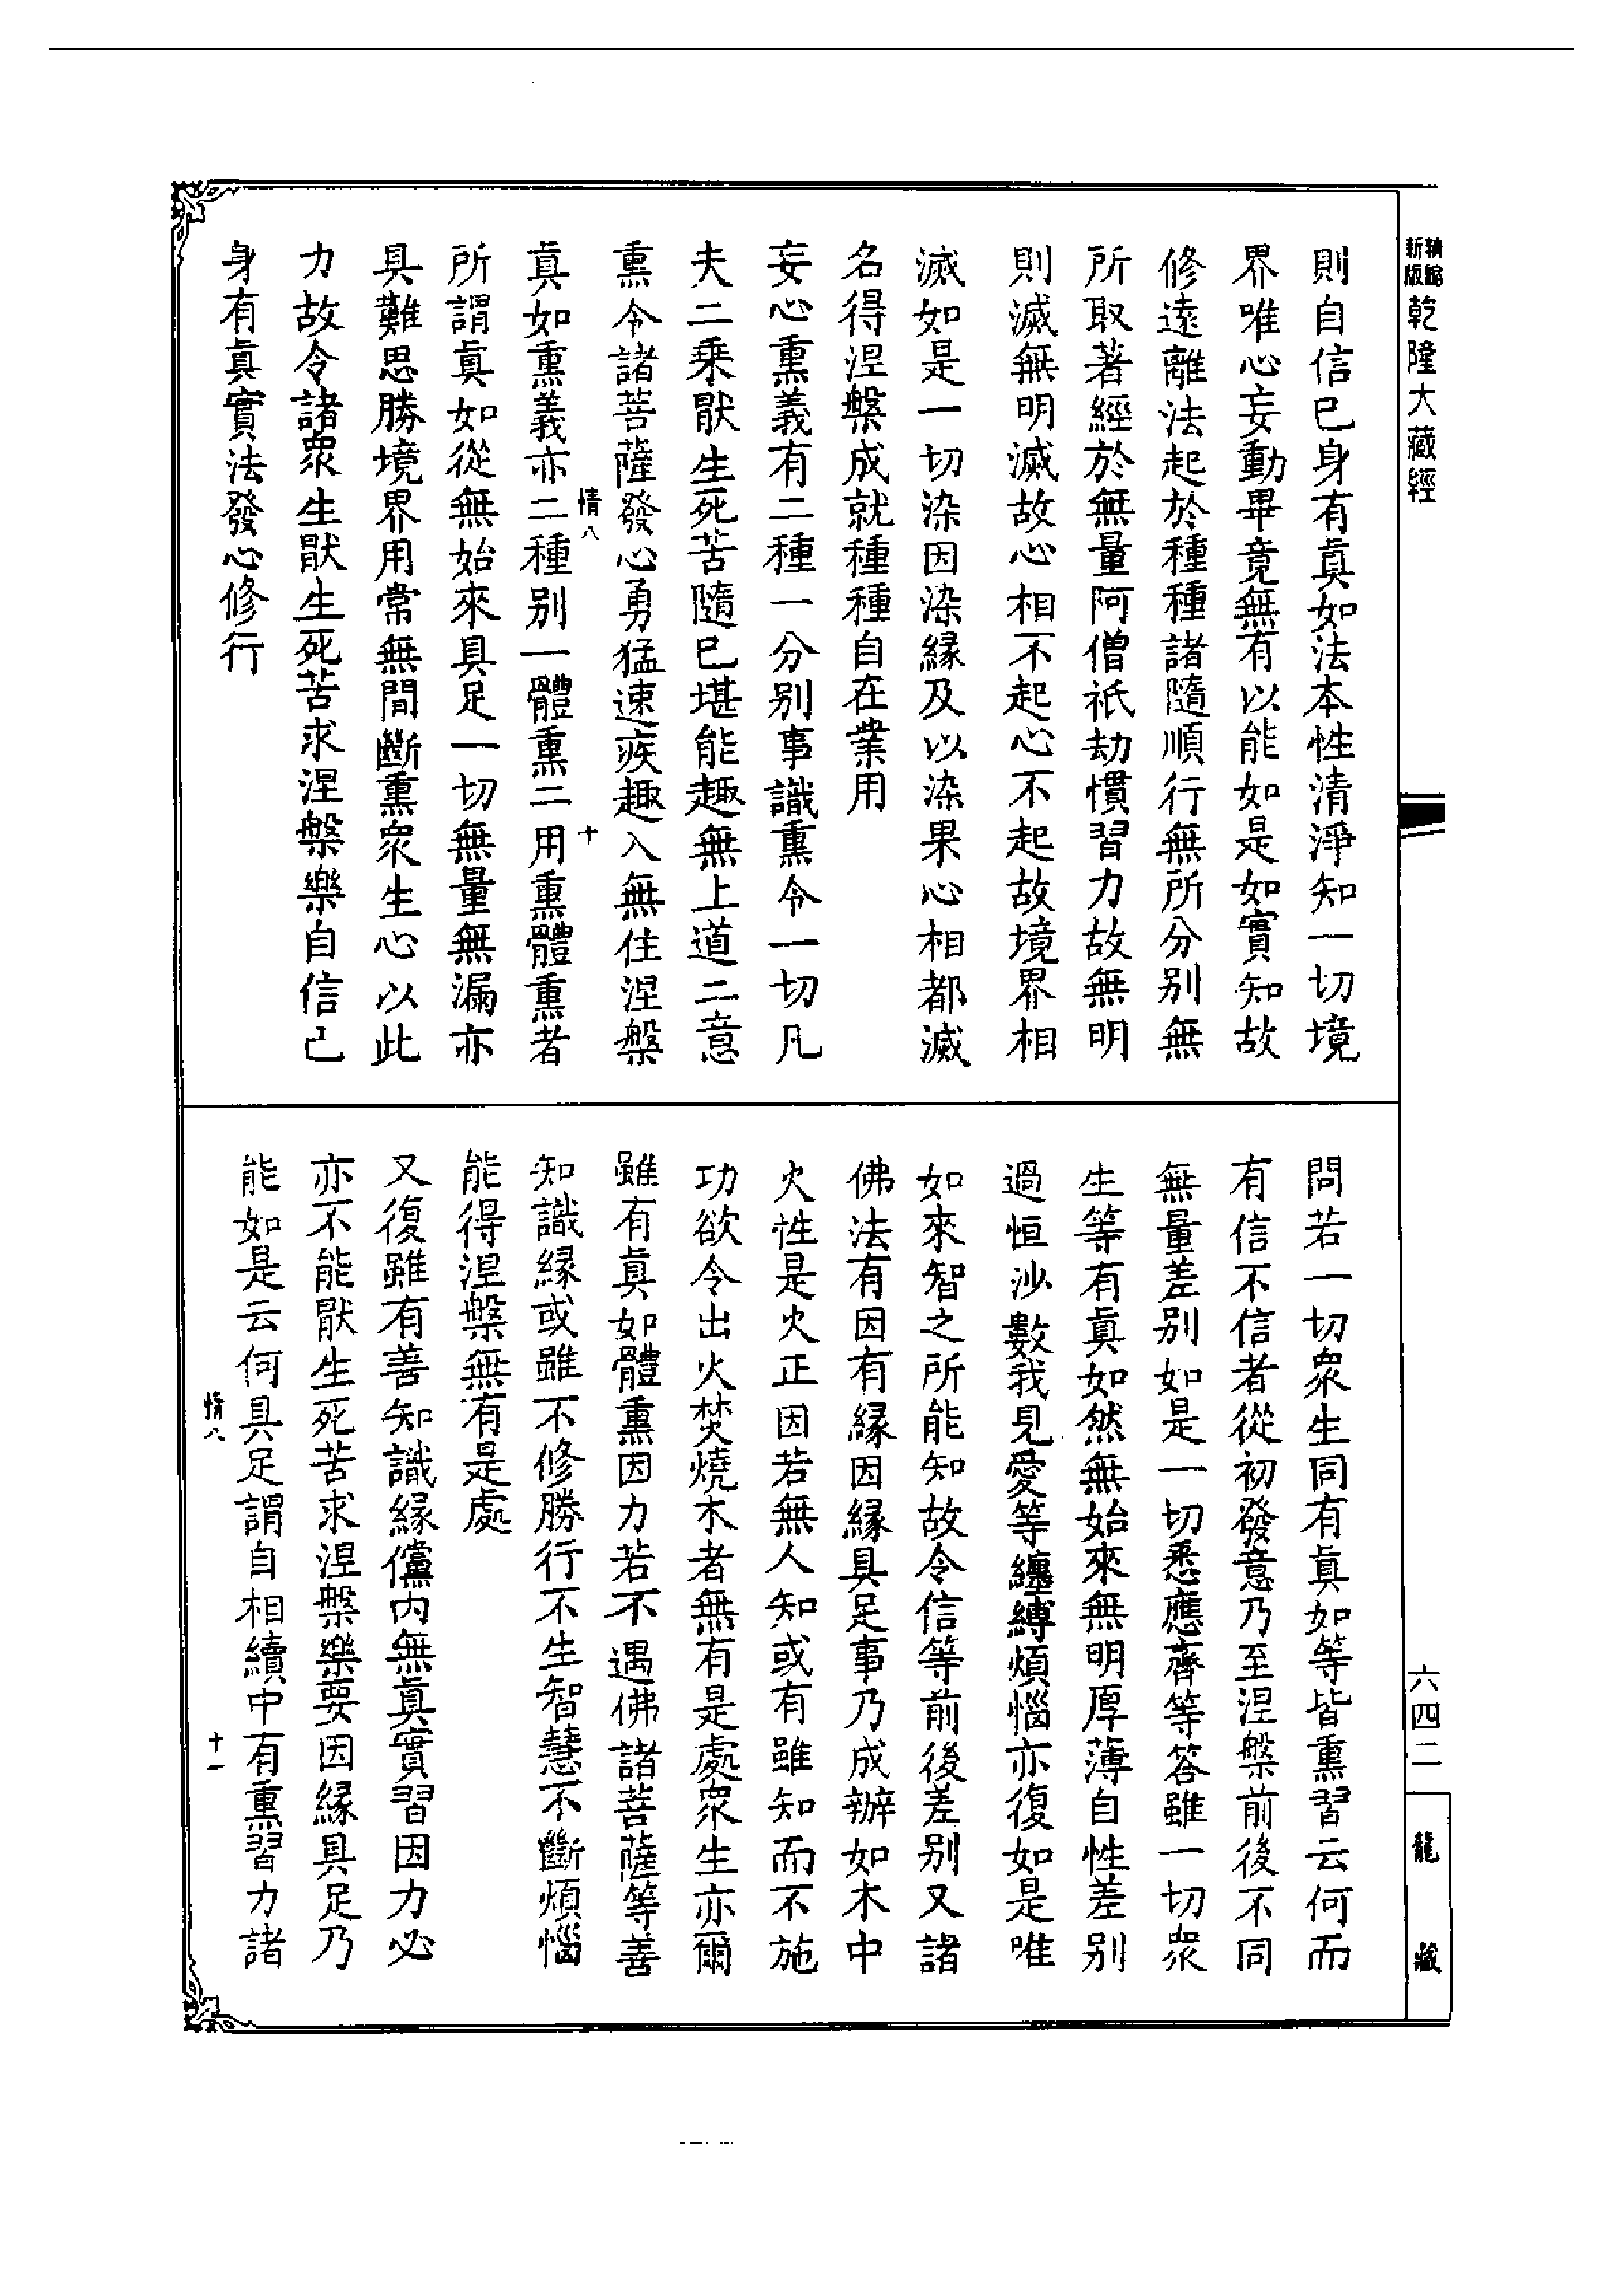 新版
乾隆大藏經
則自信已身有眞如法本性清淨知一切境
界唯心妄動畢竟無有以能如是如實知故
修遠離法起於種種諸隨順行無所分别無
所取著經於無量阿僧祇劫慣習力故無明
則滅無明滅故心相不起心不起故境界相
滅如是一切染因染緣及以染果心相都滅
名得涅槃成就種種自在業用
妄心熏義有二種一分别事識熏令一切凡
夫二乘猒生死苦隨已堪能趣無上道二意
熏令諸菩薩發心勇猛速疾趣入無住涅槃
情八
十
真如熏義亦二種别一體熏二用熏體熏者
所謂眞如從無始來具足一切無量無漏亦
具難思勝境界用常無間斷熏眾生心以此
力故令諸眾生猒生死苦求涅槃樂自信己
身有眞實法發心修行
問若一切眾生同有眞如等皆熏習云何而
有信不信者從初發意乃至涅槃前後不同
無量差别如是一切悉應齊等答雖一切眾
生等有眞如然無始來無明厚薄自性差别
過恒沙數我見愛等纏縛煩惱亦復如是唯
如來智之所能知故令信等前後差别又諸
佛法有因有緣因緣具足事乃成辦如木中
火性是火正因若無人知或有雖知而不施
功欲令出火焚燒木者無有是處眾生亦爾
雖有眞如體熏因力若不遇佛諸菩薩等善
知識緣或雖不修勝行不生智慧不斷煩惱
能得涅槃無有是處
又復雖有善知識緣儻內無眞實習因力必
亦不能猒生死苦求涅槃樂要因緣具足乃
能如是云何具足謂自相續中有熏習力諸
情八
十一
六四二
龍藏